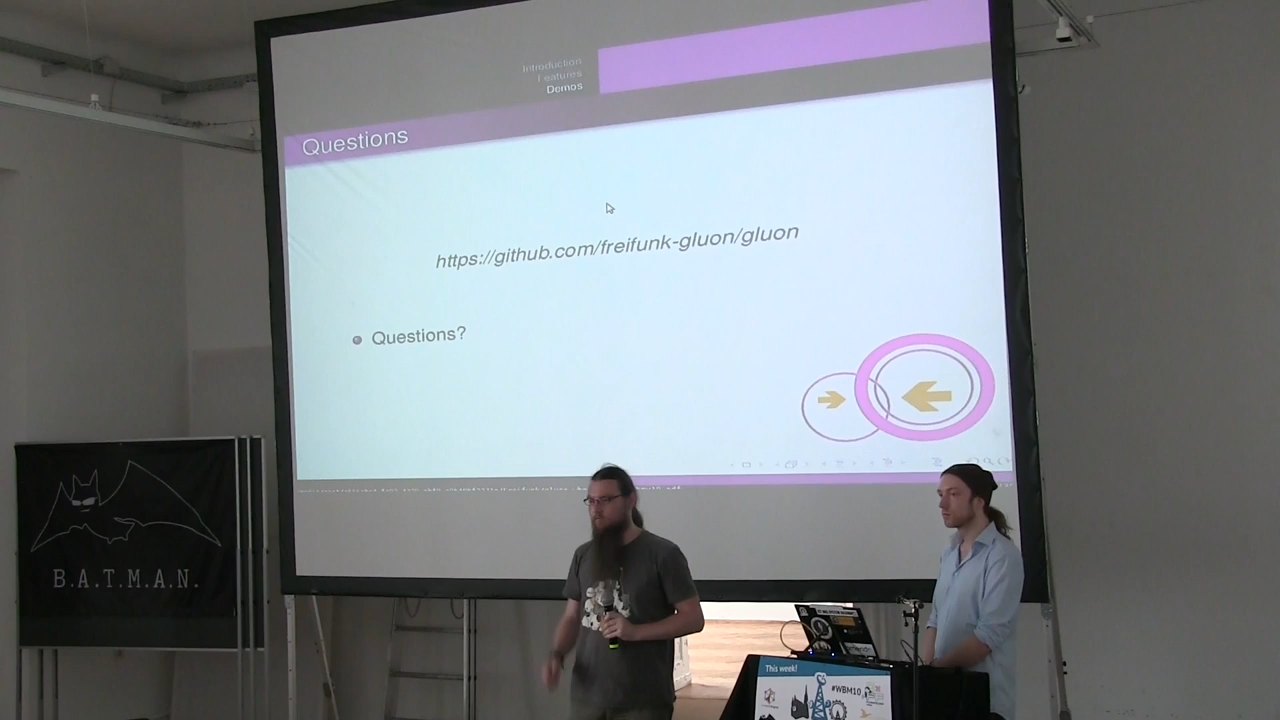 Introduction
Features
Demos
Questions
https://github.com/freifunk-gluon/gluon
Questions?
B.A.T.M.A.N.
This week!
#WBM10